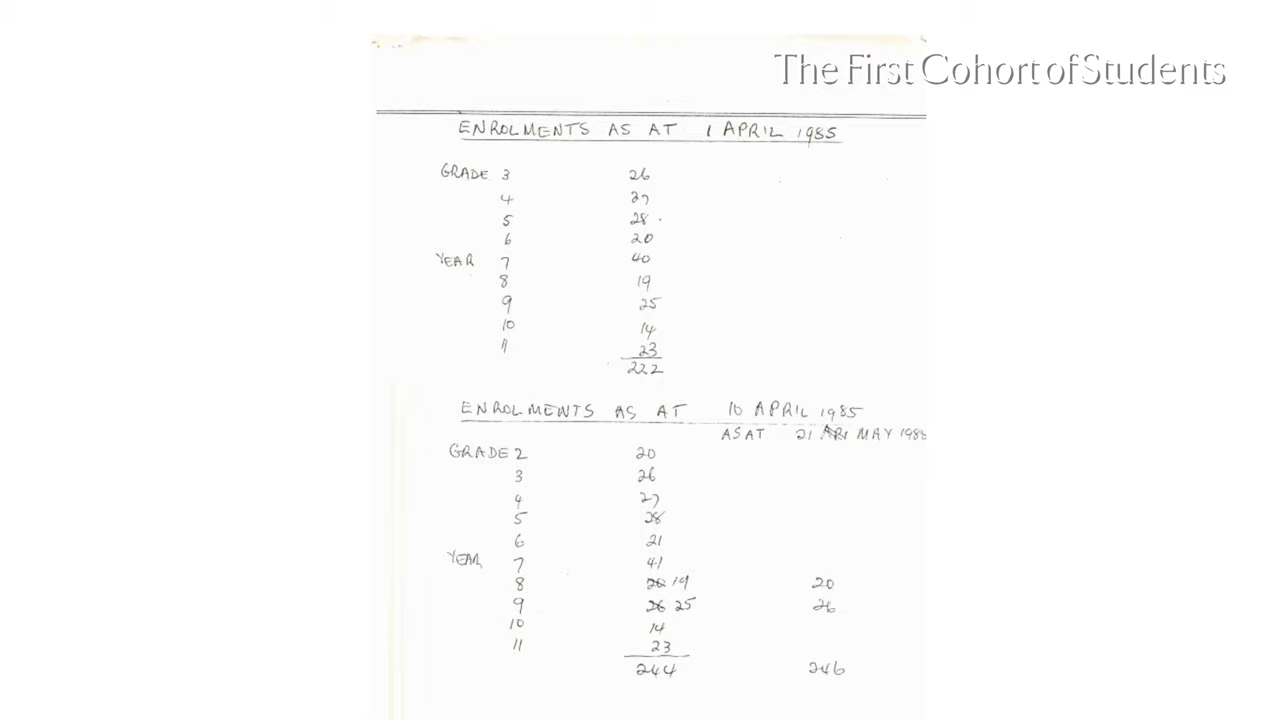 The First Cohort of Students
ENROLMENTS AS AT 1 APRIL 1985
GRADE 3 26
4 27
5 28
6 20
YEAR 7 40
8 19
9 25
10 14
11 23
222
ENROLMENTS AS AT 10 APRIL 1985
AS AT 21 MAY 1985
GRADE 2 20
3 26
4 27
5 28
6 21
YEAR 7 41
8 20 19 20
9 26 25 26
10 14
11 23
244 246